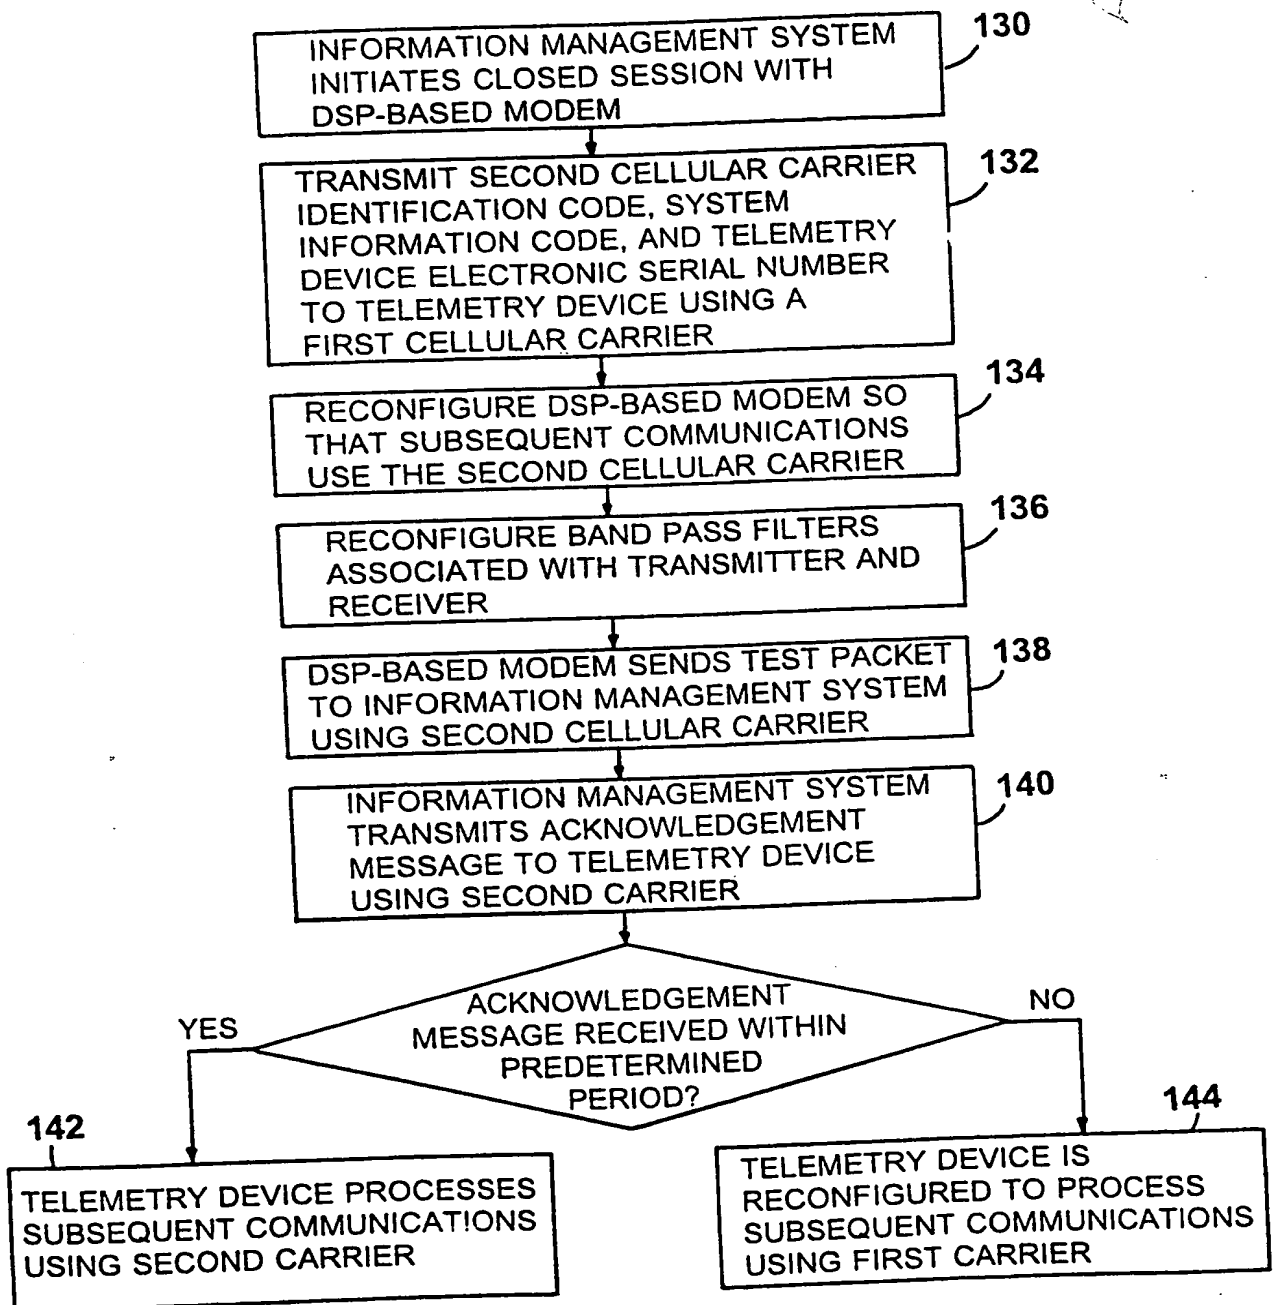 130
INFORMATION MANAGEMENT SYSTEM
INITIATES CLOSED SESSION WITH
DSP-BASED MODEM
132
TRANSMIT SECOND CELLULAR CARRIER
IDENTIFICATION CODE, SYSTEM
INFORMATION CODE, AND TELEMETRY
DEVICE ELECTRONIC SERIAL NUMBER
TO TELEMETRY DEVICE USING A
FIRST CELLULAR CARRIER
134
RECONFIGURE DSP-BASED MODEM SO
THAT SUBSEQUENT COMMUNICATIONS
USE THE SECOND CELLULAR CARRIER
136
RECONFIGURE BAND PASS FILTERS
ASSOCIATED WITH TRANSMITTER AND
RECEIVER
138
DSP-BASED MODEM SENDS TEST PACKET
TO INFORMATION MANAGEMENT SYSTEM
USING SECOND CELLULAR CARRIER
140
INFORMATION MANAGEMENT SYSTEM
TRANSMITS ACKNOWLEDGEMENT
MESSAGE TO TELEMETRY DEVICE
USING SECOND CARRIER
ACKNOWLEDGEMENT
MESSAGE RECEIVED WITHIN
PREDETERMINED
PERIOD?
YES
NO
142
TELEMETRY DEVICE PROCESSES
SUBSEQUENT COMMUNICATIONS
USING SECOND CARRIER
144
TELEMETRY DEVICE IS
RECONFIGURED TO PROCESS
SUBSEQUENT COMMUNICATIONS
USING FIRST CARRIER